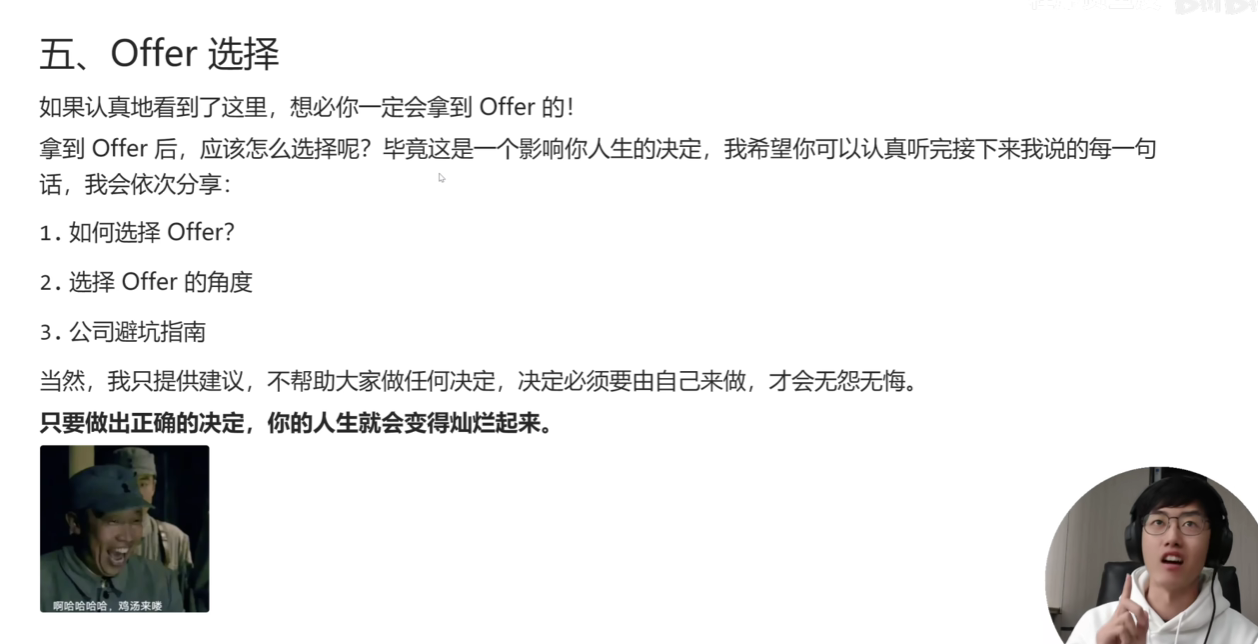 五、Offer 选择
如果认真地看到了这里，想必你一定会拿到 Offer 的！
拿到 Offer 后，应该怎么选择呢？毕竟这是一个影响你人生的决定，我希望你可以认真听完接下来我说的每一句
话，我会依次分享：
1. 如何选择 Offer？
2. 选择 Offer 的角度
3. 公司避坑指南
当然，我只提供建议，不帮助大家做任何决定，决定必须要由自己来做，才会无怨无悔。
只要做出正确的决定，你的人生就会变得灿烂起来。
啊哈哈哈哈，鸡汤来喽